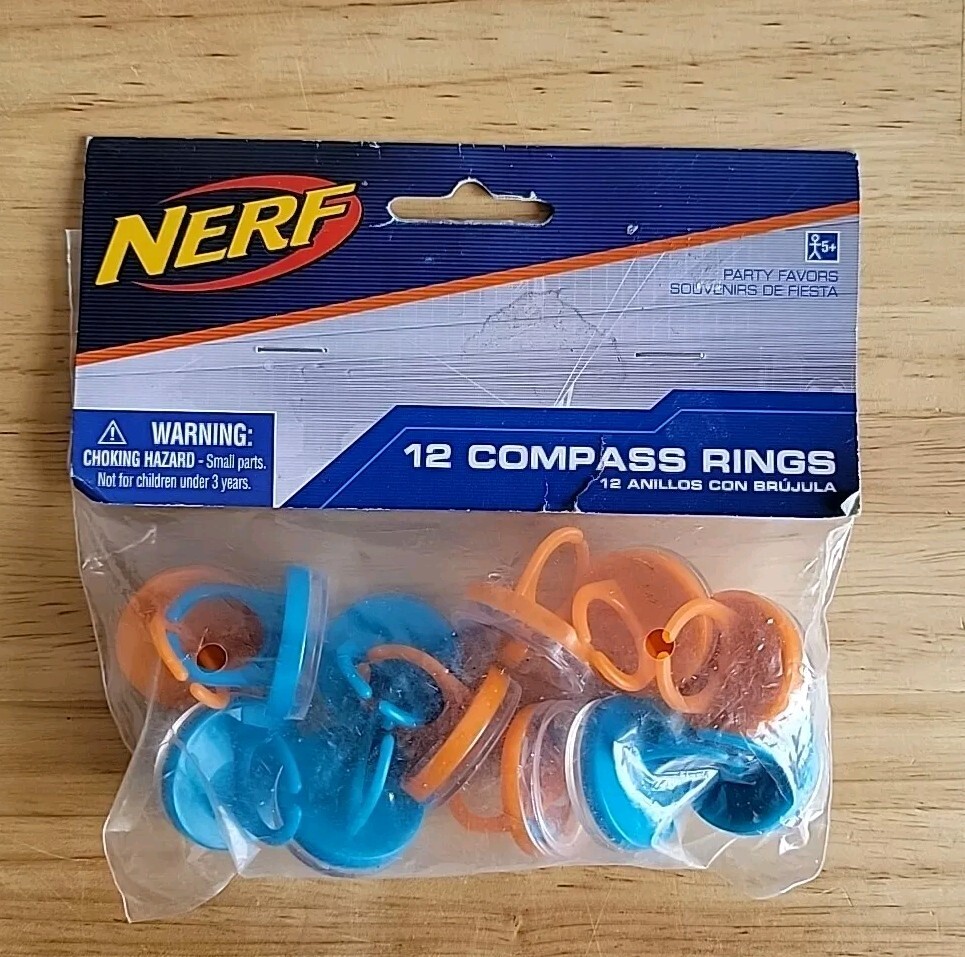 NERF
5+
PARTY FAVORS
SOUVENIRS DE FIESTA
WARNING:
CHOKING HAZARD - Small parts.
Not for children under 3 years.
12 COMPASS RINGS
12 ANILLOS CON BRÚJULA